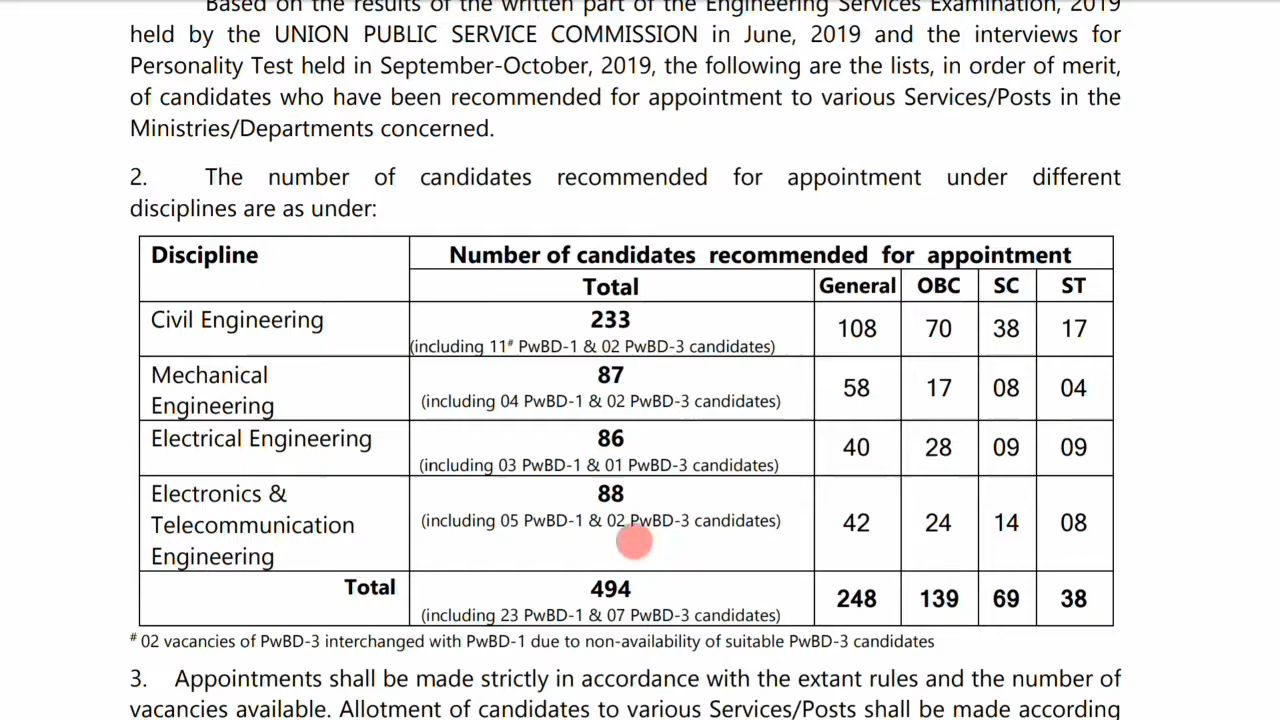 Based on the results of the written part of the Engineering Services Examination, 2019
held by the UNION PUBLIC SERVICE COMMISSION in June, 2019 and the interviews for
Personality Test held in September-October, 2019, the following are the lists, in order of merit,
of candidates who have been recommended for appointment to various Services/Posts in the
Ministries/Departments concerned.
2. The number of candidates recommended for appointment under different
disciplines are as under:
Discipline Number of candidates recommended for appointment
Total General OBC SC ST
Civil Engineering 233 108 70 38 17
(including 11# PwBD-1 & 02 PwBD-3 candidates)
Mechanical 87 58 17 08 04
Engineering (including 04 PwBD-1 & 02 PwBD-3 candidates)
Electrical Engineering 86 40 28 09 09
(including 03 PwBD-1 & 01 PwBD-3 candidates)
Electronics & 88
Telecommunication (including 05 PwBD-1 & 02 PwBD-3 candidates) 42 24 14 08
Engineering
Total 494 248 139 69 38
(including 23 PwBD-1 & 07 PwBD-3 candidates)
# 02 vacancies of PwBD-3 interchanged with PwBD-1 due to non-availability of suitable PwBD-3 candidates
3. Appointments shall be made strictly in accordance with the extant rules and the number of
vacancies available. Allotment of candidates to various Services/Posts shall be made according